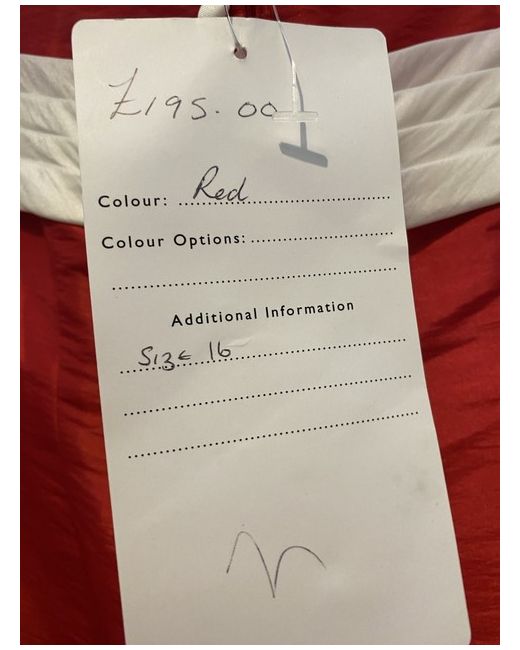 £195.00
Colour: Red
Colour Options:
Additional Information
Size 16